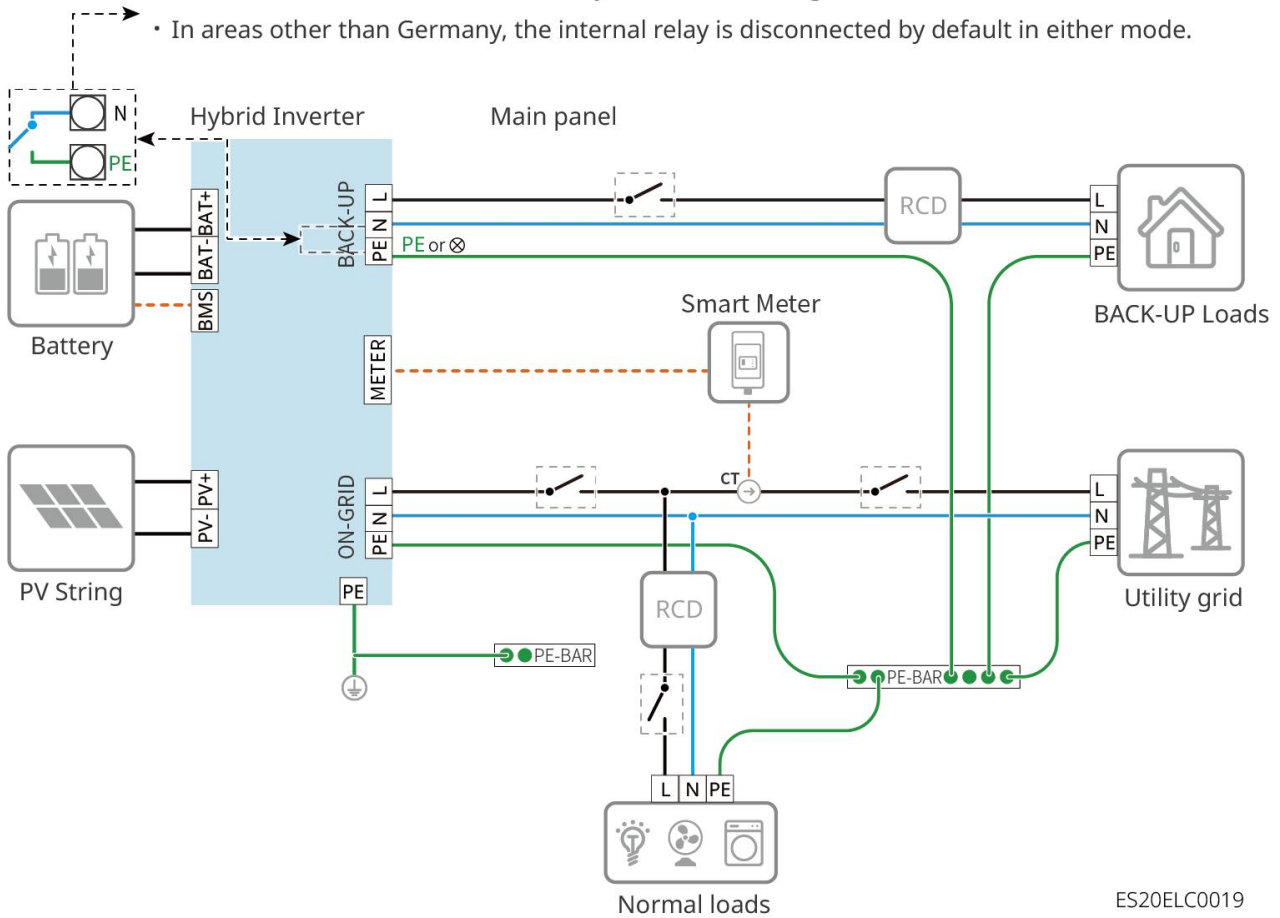 • In areas other than Germany, the internal relay is disconnected by default in either mode.
N
PE
Hybrid Inverter
Main panel
BAT+
BAT-
BMS
Battery
BACK-UP
L
N
PE
PE or ⊗
RCD
L
N
PE
BACK-UP Loads
Smart Meter
METER
PV+
PV-
PV String
ON-GRID
L
N
PE
CT
L
N
PE
Utility grid
PE
RCD
PE-BAR
PE-BAR
L N PE
Normal loads
ES20ELC0019